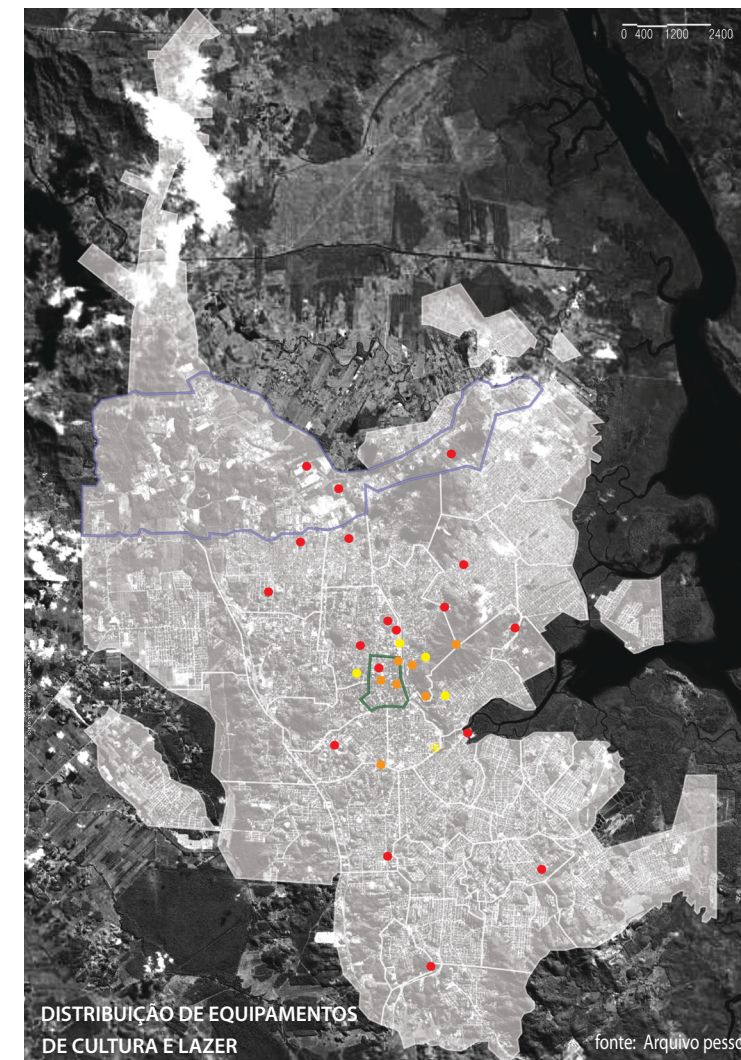 0 400 1200 2400
DISTRIBUIÇÃO DE EQUIPAMENTOS
DE CULTURA E LAZER
fonte: Arquivo pesso